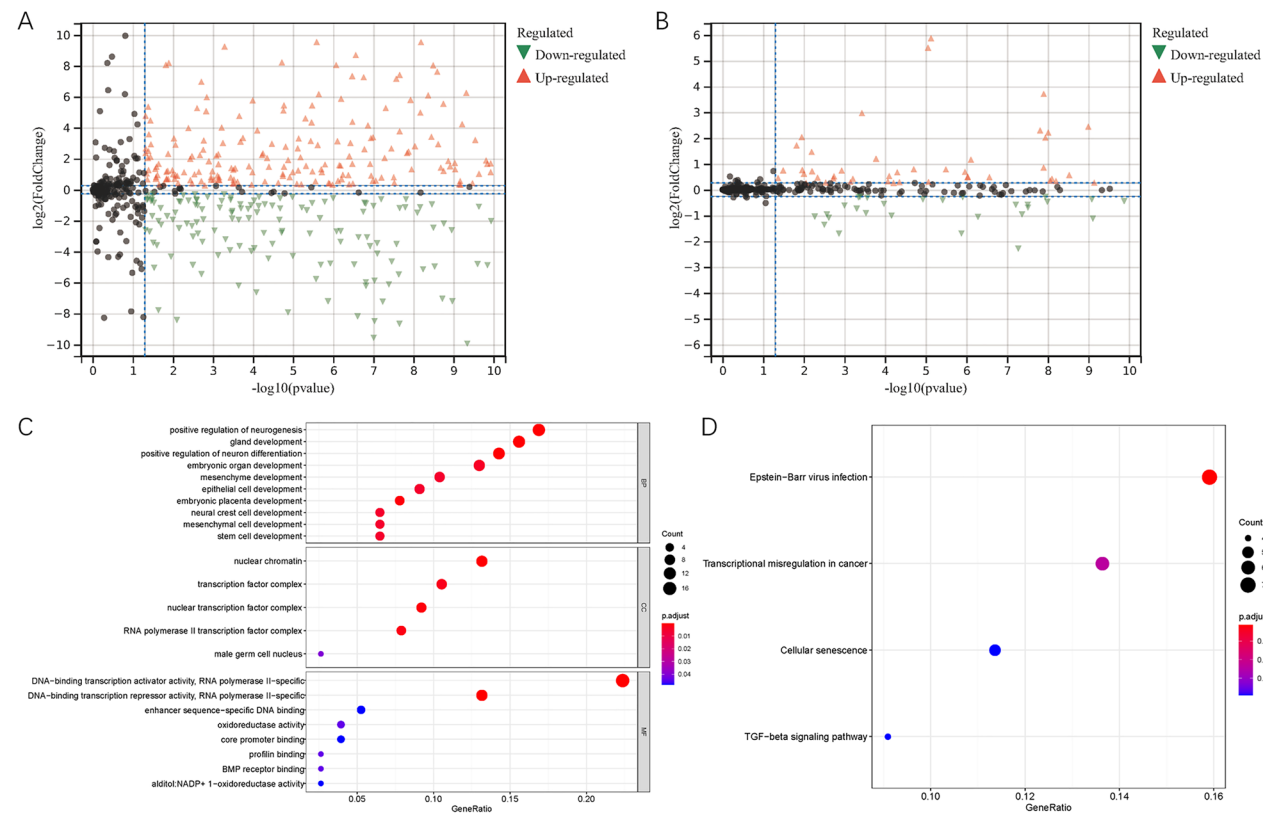 A
10
8
6
4
2
0
−2
−4
−6
−8
−10
log2(FoldChange)
0 1 2 3 4 5 6 7 8 9 10
-log10(pvalue)
Regulated
Down-regulated
Up-regulated
B
6
5
4
3
2
1
0
−1
−2
−3
−4
−5
−6
log2(FoldChange)
0 1 2 3 4 5 6 7 8 9 10
-log10(pvalue)
Regulated
Down-regulated
Up-regulated
C
positive regulation of neurogenesis
gland development
positive regulation of neuron differentiation
embryonic organ development
mesenchyme development
epithelial cell development
embryonic placenta development
neural crest cell development
mesenchymal cell development
stem cell development
BP
nuclear chromatin
transcription factor complex
nuclear transcription factor complex
RNA polymerase II transcription factor complex
male germ cell nucleus
CC
DNA−binding transcription activator activity, RNA polymerase II−specific
DNA−binding transcription repressor activity, RNA polymerase II−specific
enhancer sequence−specific DNA binding
oxidoreductase activity
core promoter binding
profilin binding
BMP receptor binding
alditol:NADP+ 1−oxidoreductase activity
MF
0.05 0.10 0.15 0.20
GeneRatio
Count
4
8
12
16
p.adjust
0.01
0.02
0.03
0.04
D
Epstein−Barr virus infection
Transcriptional misregulation in cancer
Cellular senescence
TGF−beta signaling pathway
0.10 0.12 0.14 0.16
GeneRatio
Count
p.adju
0.
0.
0.